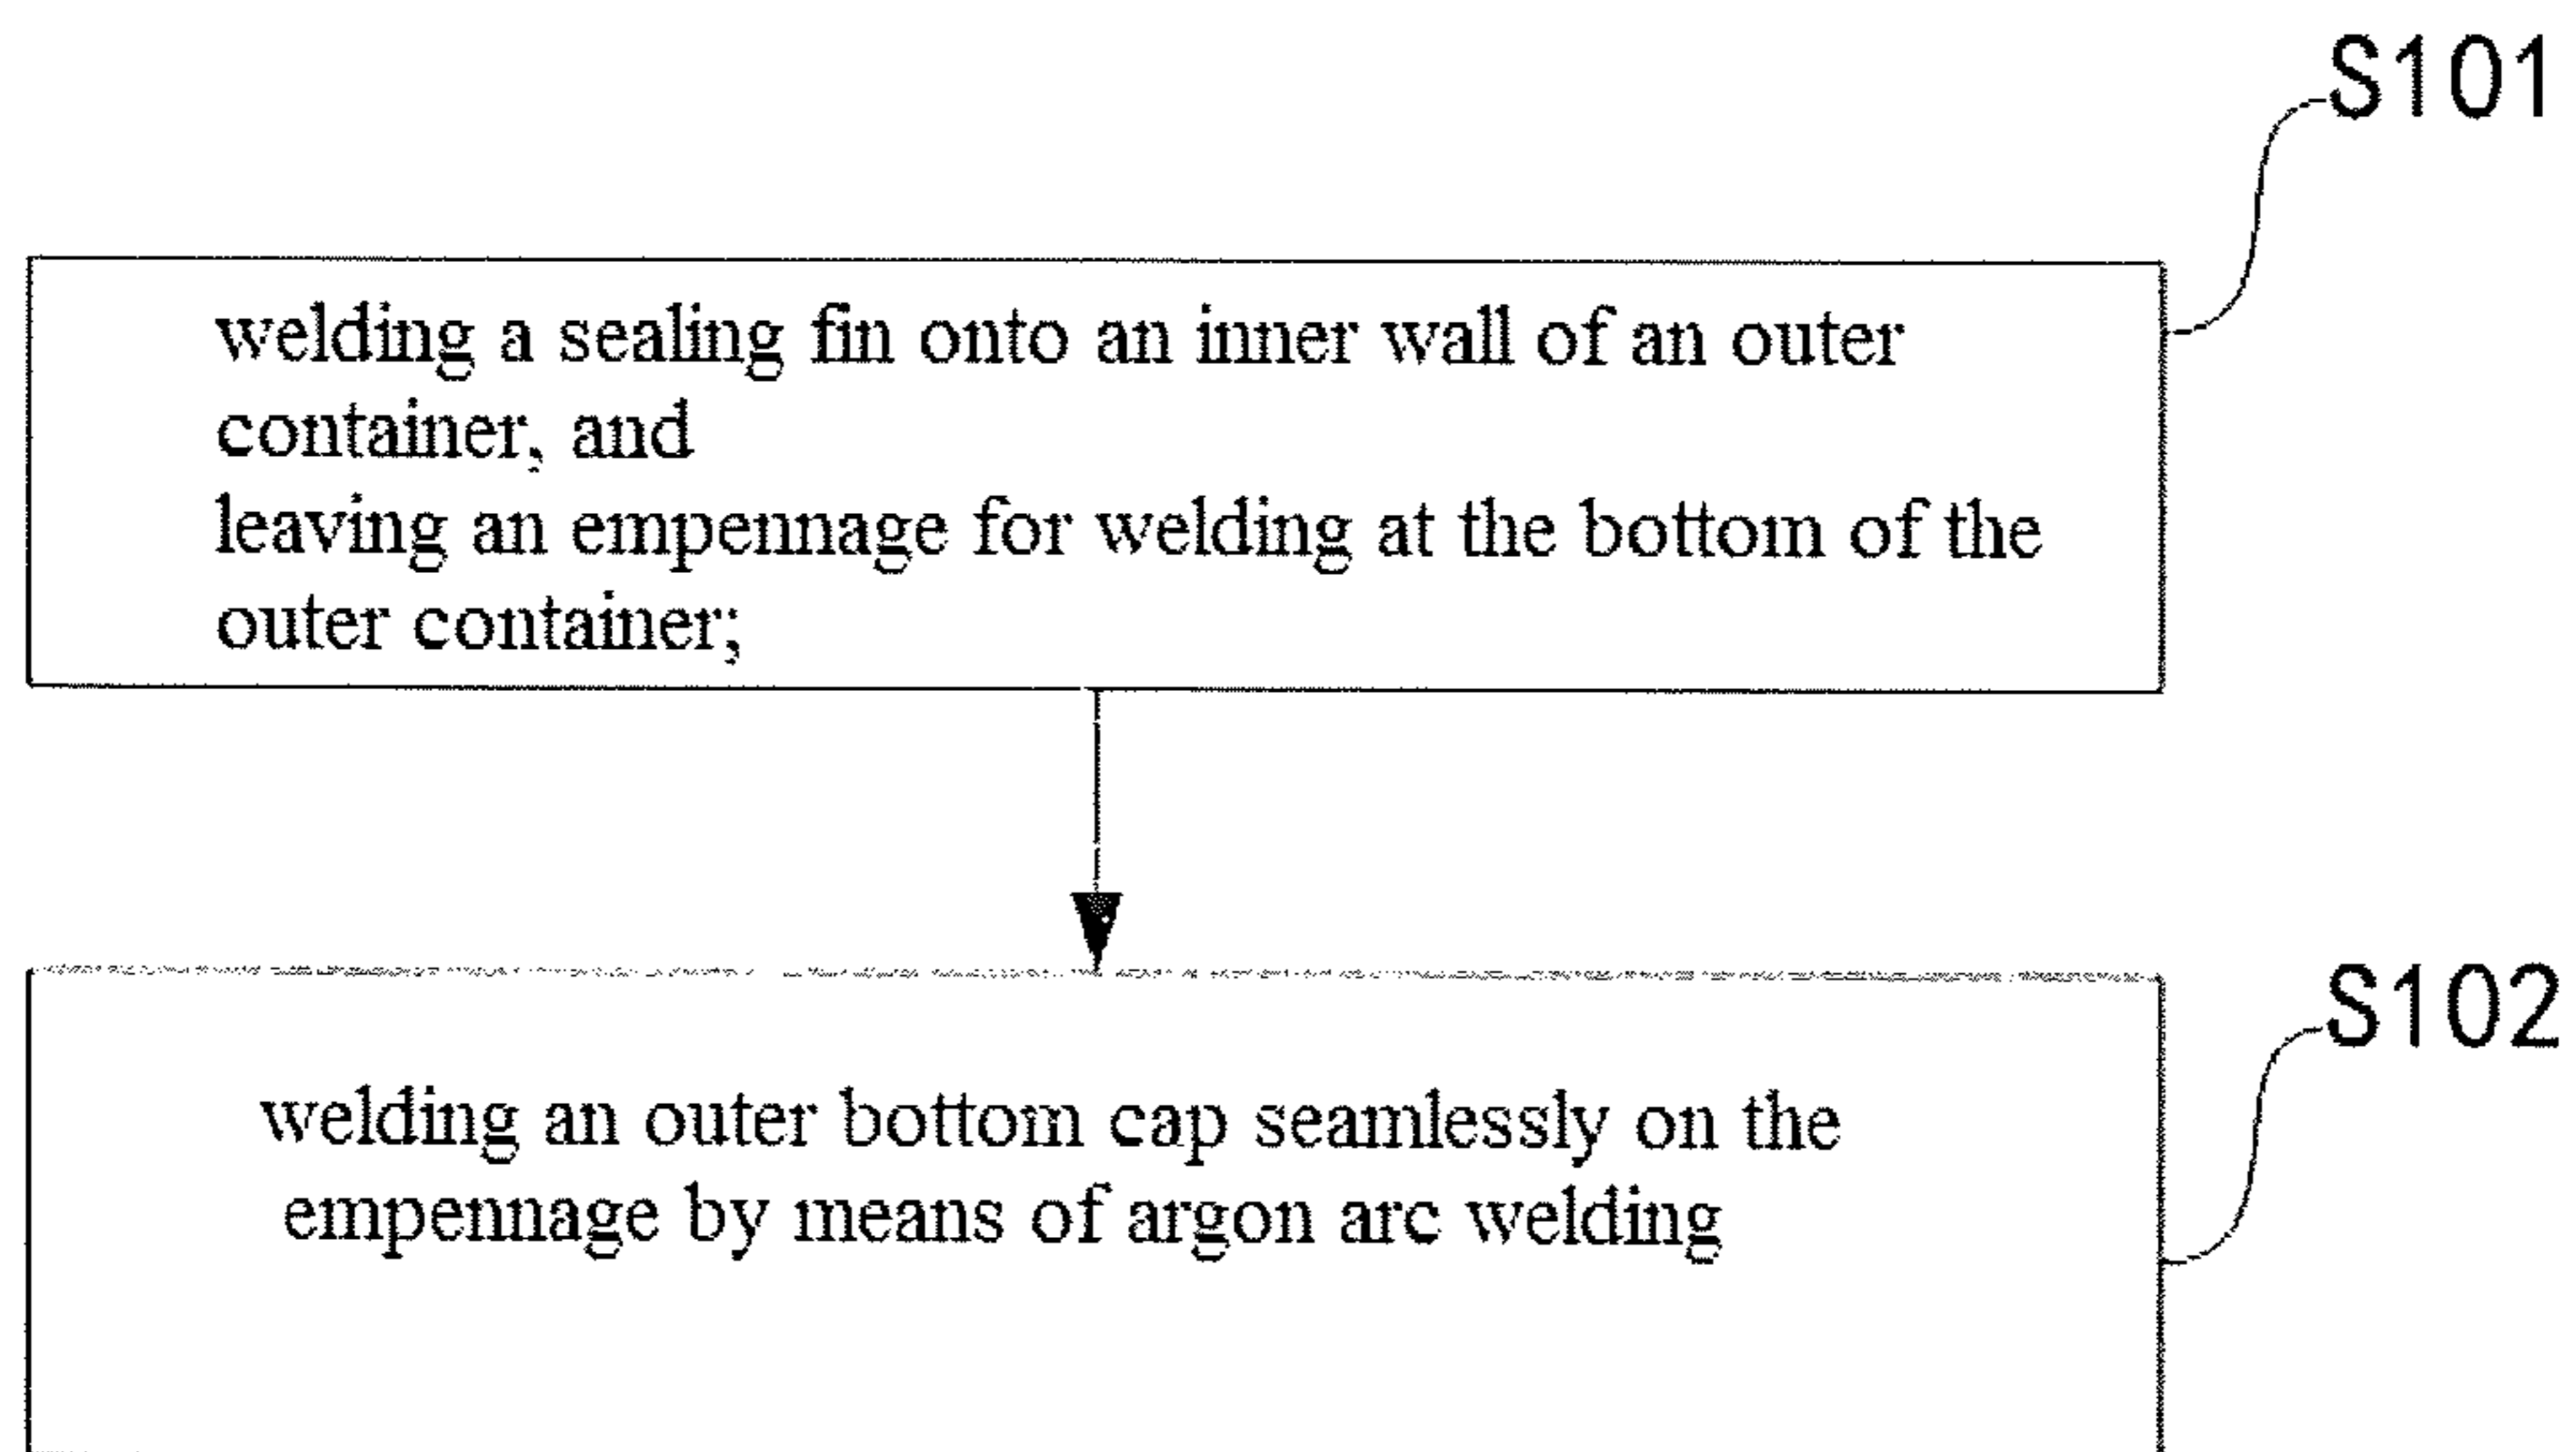 S101
welding a sealing fin onto an inner wall of an outer
container, and
leaving an empennage for welding at the bottom of the
outer container;
S102
welding an outer bottom cap seamlessly on the
empennage by means of argon arc welding